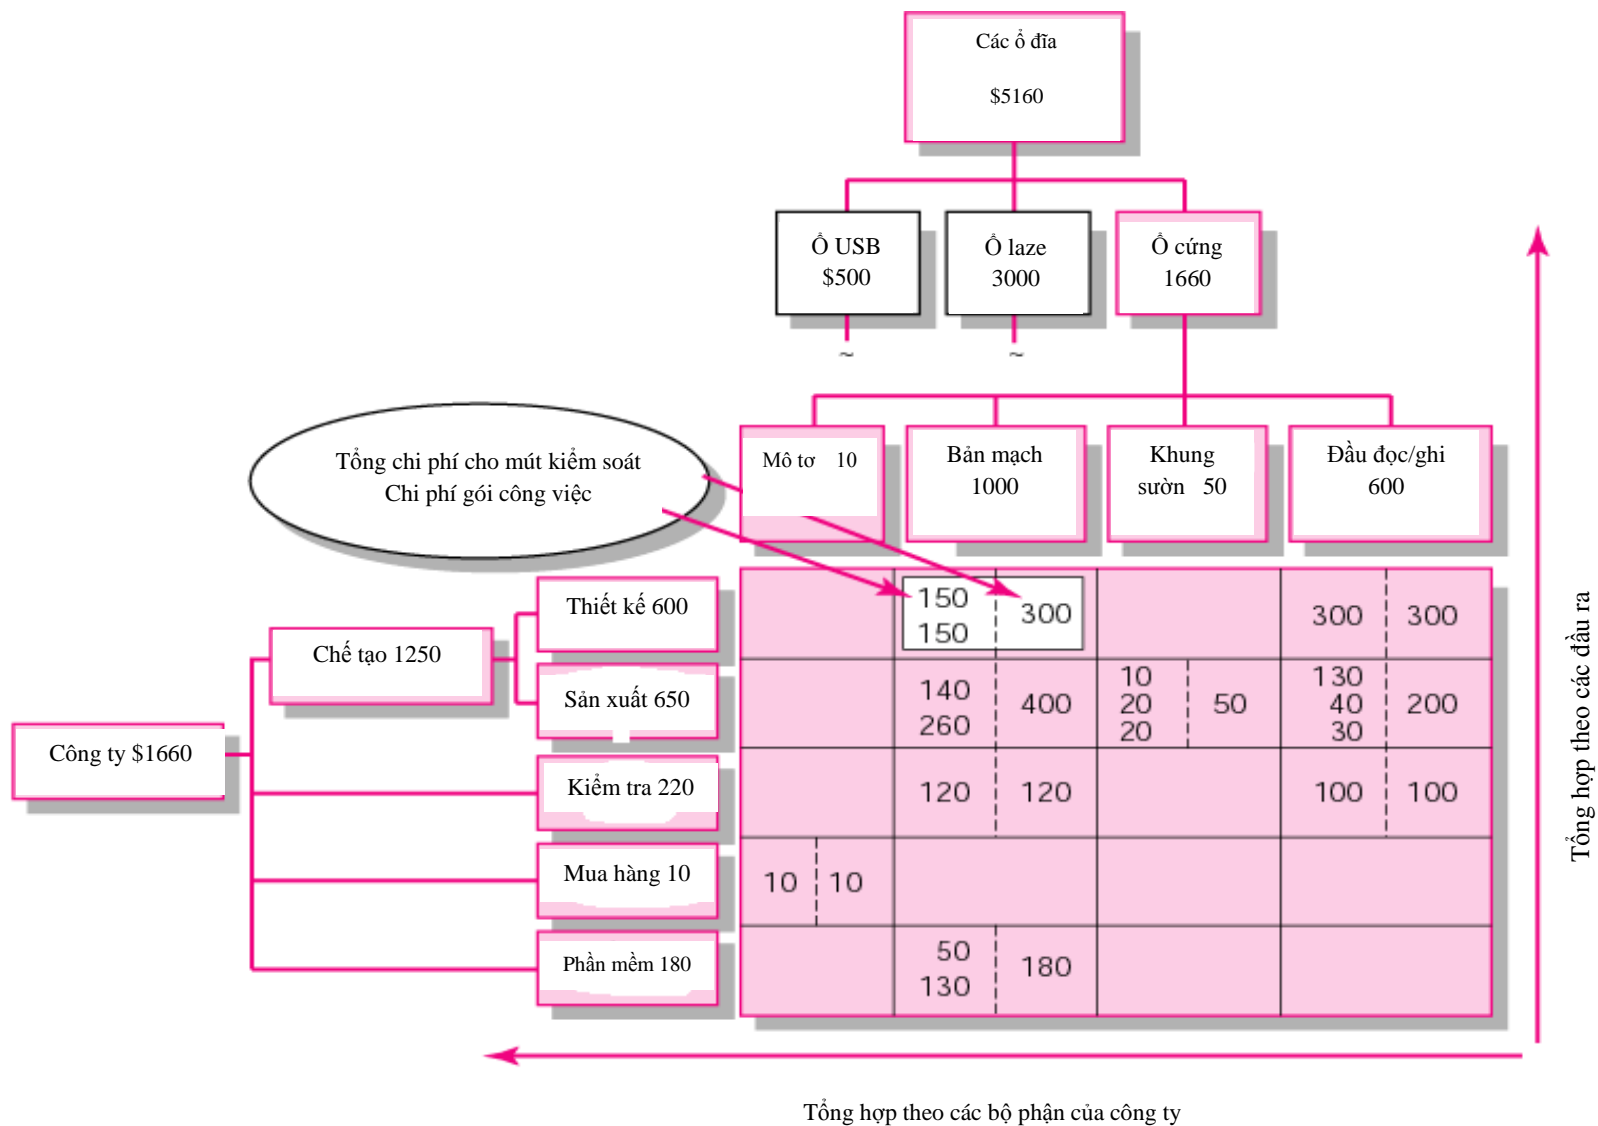 Các ổ đĩa
$5160
Ổ USB
$500
Ổ laze
3000
Ổ cứng
1660
Tổng chi phí cho mút kiểm soát
Chi phí gói công việc
Mô tơ 10
Bản mạch
1000
Khung
sườn 50
Đầu đọc/ghi
600
Công ty $1660
Chế tạo 1250
Thiết kế 600
150
150
300
300
300
Sản xuất 650
140
260
400
10
20
20
50
130
40
30
200
Kiểm tra 220
120
120
100
100
Mua hàng 10
10
10
Phần mềm 180
50
130
180
Tổng hợp theo các đầu ra
Tổng hợp theo các bộ phận của công ty